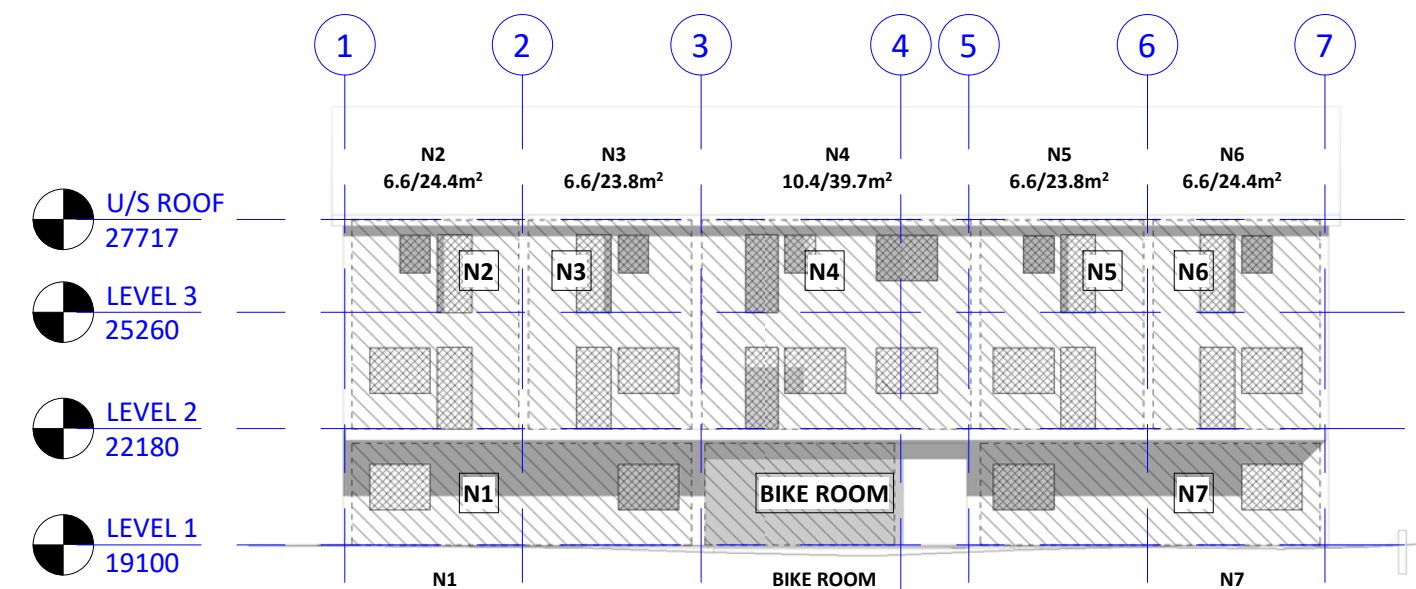 1 2 3 4 5 6 7
N2 N3 N4 N5 N6
6.6/24.4m² 6.6/23.8m² 10.4/39.7m² 6.6/23.8m² 6.6/24.4m²
U/S ROOF
27717
N2 N3 N4 N5 N6
LEVEL 3
25260
LEVEL 2
22180
N1 BIKE ROOM N7
LEVEL 1
19100
N1 BIKE ROOM N7